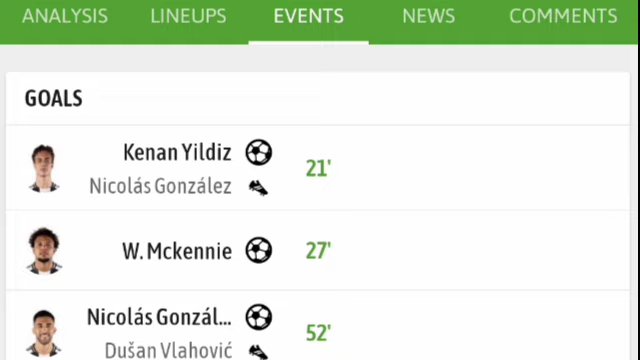 ANALYSIS LINEUPS EVENTS NEWS COMMENTS
GOALS
Kenan Yildiz 21'
Nicolás González
W. Mckennie 27'
Nicolás Gonzál... 52'
Dušan Vlahović